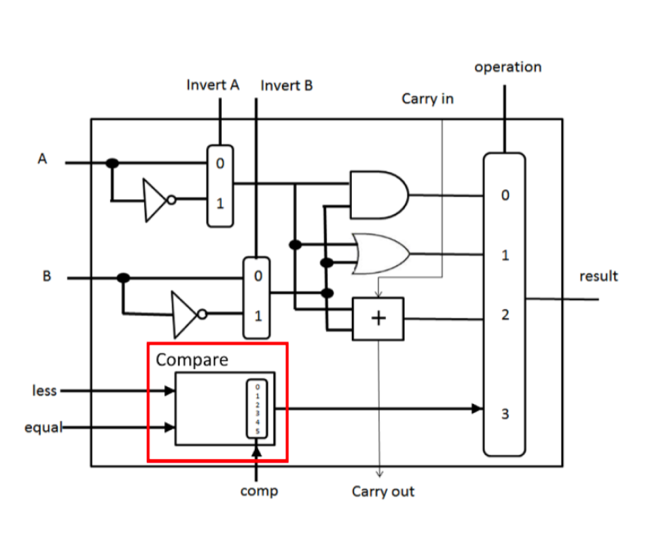 operation
Invert A
Invert B
Carry in
A
0
1
0
1
B
0
1
+
2
result
Compare
less
equal
0
1
2
3
4
5
3
comp
Carry out